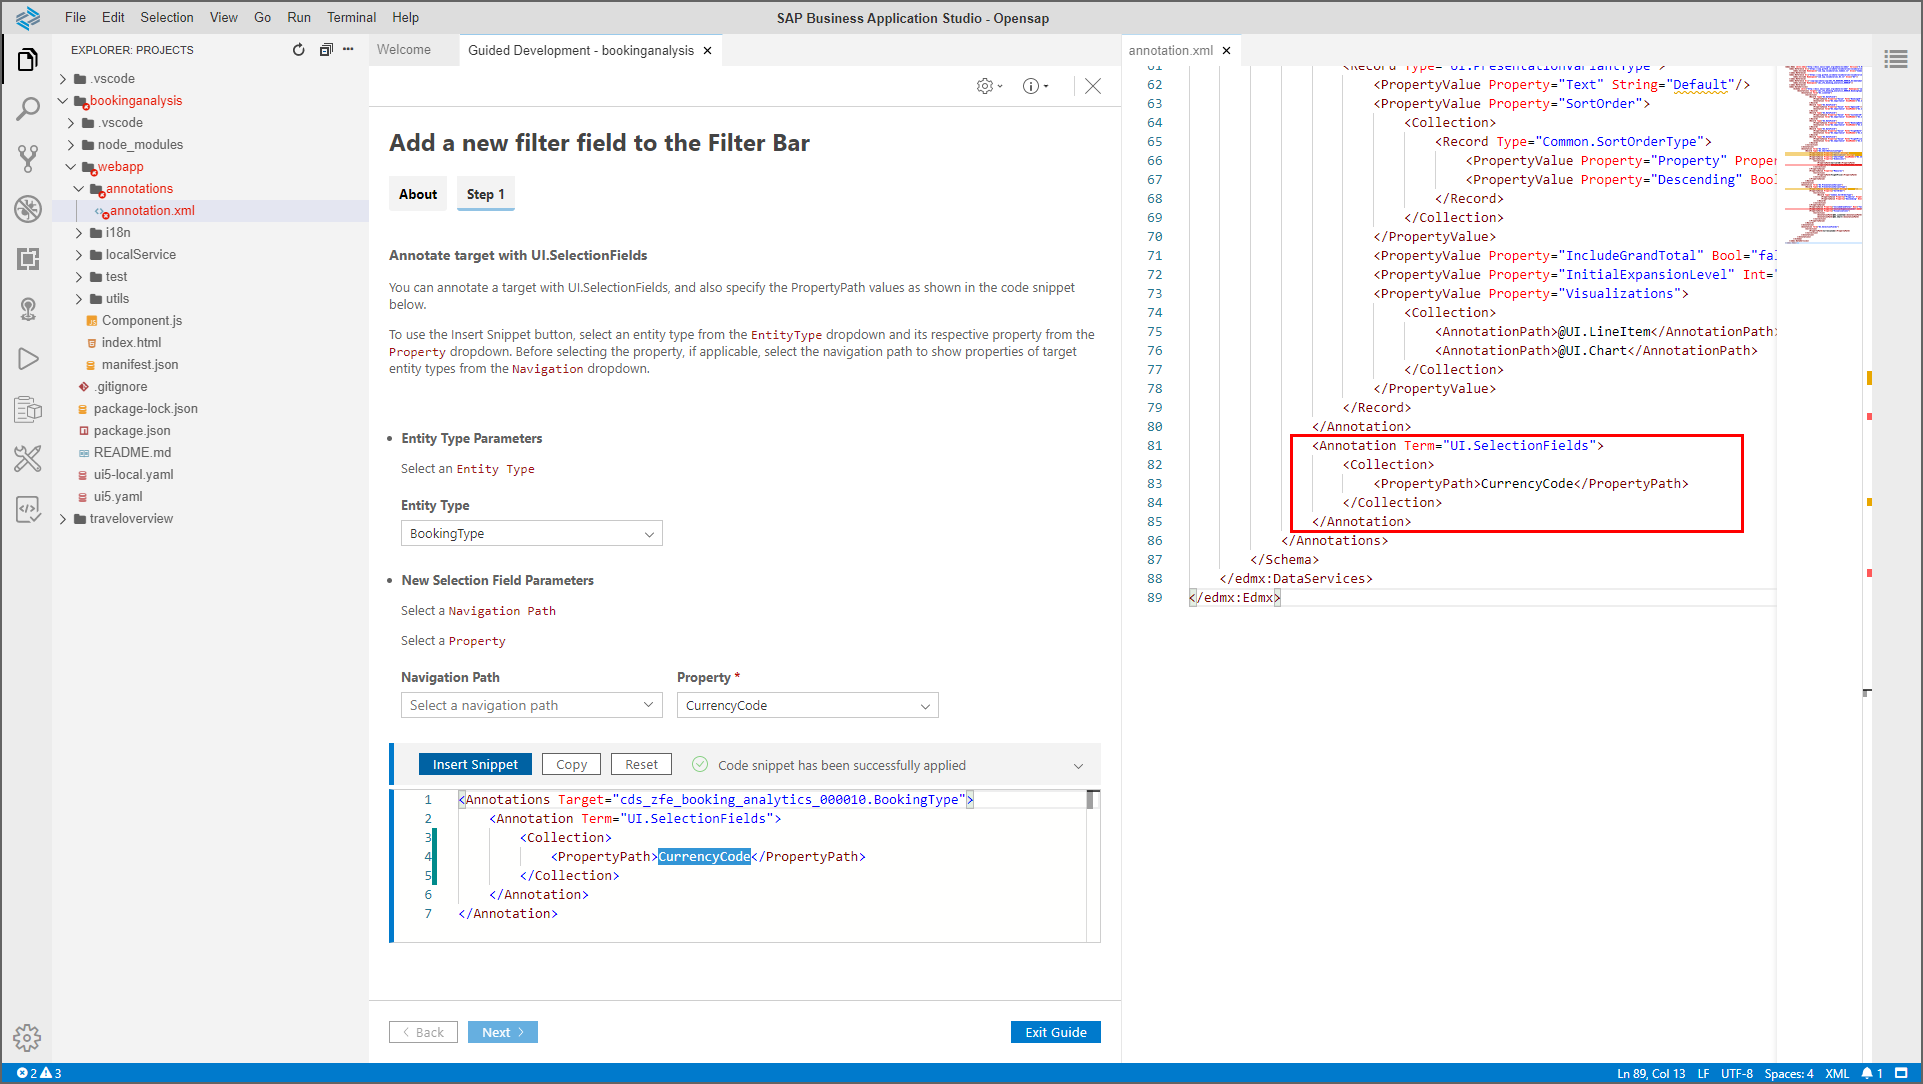 File Edit Selection View Go Run Terminal Help
SAP Business Application Studio - Opensap
EXPLORER: PROJECTS
.vscode
bookinganalysis
.vscode
node_modules
webapp
annotations
annotation.xml
i18n
localService
test
utils
Component.js
index.html
manifest.json
.gitignore
package-lock.json
package.json
README.md
ui5-local.yaml
ui5.yaml
traveloverview
Welcome
Guided Development - bookinganalysis
Add a new filter field to the Filter Bar
About
Step 1
Annotate target with UI.SelectionFields
You can annotate a target with UI.SelectionFields, and also specify the PropertyPath values as shown in the code snippet
below.
To use the Insert Snippet button, select an entity type from the EntityType dropdown and its respective property from the
Property dropdown. Before selecting the property, if applicable, select the navigation path to show properties of target
entity types from the Navigation dropdown.
• Entity Type Parameters
Select an Entity Type
Entity Type
BookingType
• New Selection Field Parameters
Select a Navigation Path
Select a Property
Navigation Path
Property *
Select a navigation path
CurrencyCode
Insert Snippet
Copy
Reset
Code snippet has been successfully applied
1 <Annotations Target="cds_zfe_booking_analytics_000010.BookingType">
2 <Annotation Term="UI.SelectionFields">
3 <Collection>
4 <PropertyPath>CurrencyCode</PropertyPath>
5 </Collection>
6 </Annotation>
7 </Annotation>
< Back
Next >
Exit Guide
annotation.xml
61 <Record Type="UI.PresentationVariantType">
62 <PropertyValue Property="Text" String="Default"/>
63 <PropertyValue Property="SortOrder">
64 <Collection>
65 <Record Type="Common.SortOrderType">
66 <PropertyValue Property="Property" Proper
67 <PropertyValue Property="Descending" Bool
68 </Record>
69 </Collection>
70 </PropertyValue>
71 <PropertyValue Property="IncludeGrandTotal" Bool="fal
72 <PropertyValue Property="InitialExpansionLevel" Int="
73 <PropertyValue Property="Visualizations">
74 <Collection>
75 <AnnotationPath>@UI.LineItem</AnnotationPath>
76 <AnnotationPath>@UI.Chart</AnnotationPath>
77 </Collection>
78 </PropertyValue>
79 </Record>
80 </Annotation>
81 <Annotation Term="UI.SelectionFields">
82 <Collection>
83 <PropertyPath>CurrencyCode</PropertyPath>
84 </Collection>
85 </Annotation>
86 </Annotations>
87 </Schema>
88 </edmx:DataServices>
89 </edmx:Edmx>
2 3
Ln 89, Col 13 LF UTF-8 Spaces: 4 XML 1